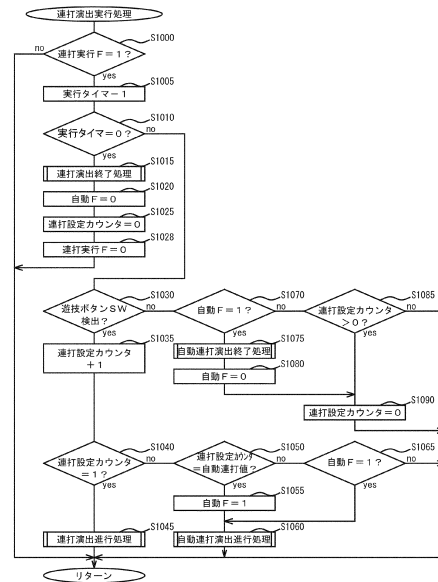 連打演出実行処理
S1000
no
連打実行F=1?
yes
S1005
実行タイマ-1
S1010
実行タイマ=0?
no
yes
S1015
連打演出終了処理
S1020
自動F=0
S1025
連打設定カウンタ=0
S1028
連打実行F=0
S1030
遊技ボタンSW
検出?
no
yes
S1070
自動F=1?
no
yes
S1085
連打設定カウンタ
>0?
no
yes
S1035
連打設定カウンタ
+1
S1075
自動連打演出終了処理
S1080
自動F=0
S1090
連打設定カウンタ=0
S1040
連打設定カウンタ
=1?
no
yes
S1050
連打設定カウンタ
=自動連打値?
no
yes
S1065
自動F=1?
no
yes
S1055
自動F=1
S1045
連打演出進行処理
S1060
自動連打演出進行処理
リターン